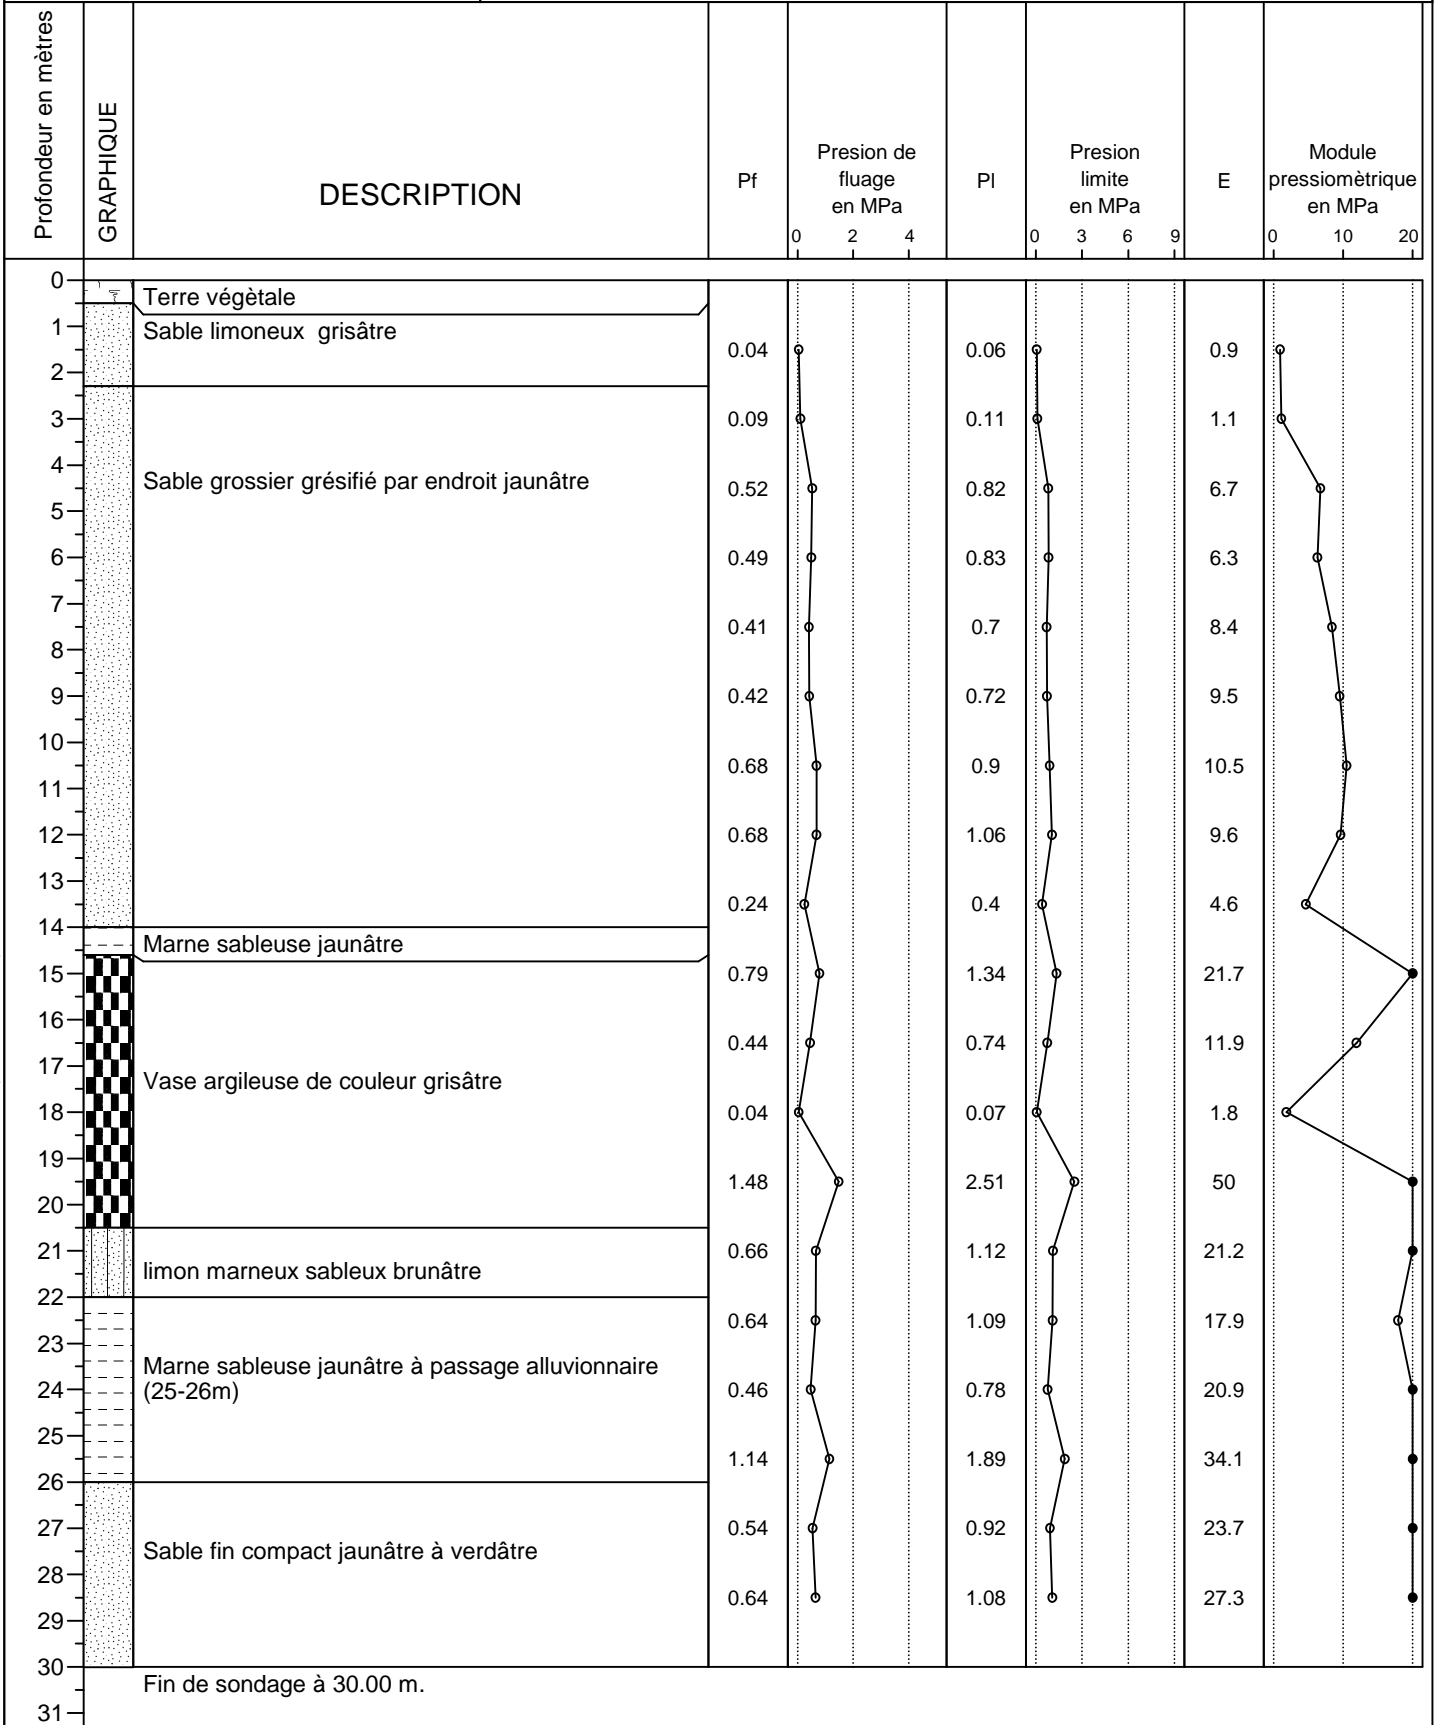 Profondeur en mètres
GRAPHIQUE
DESCRIPTION
Pf
Presion de
fluage
en MPa
0 2 4
Pl
Presion
limite
en MPa
0 3 6 9
E
Module
pressiomètrique
en MPa
0 10 20
0
Terre végètale
1
Sable limoneux grisâtre
0.04 0.06 0.9
2
3 0.09 0.11 1.1
4
Sable grossier grésifié par endroit jaunâtre
0.52 0.82 6.7
5
6 0.49 0.83 6.3
7
0.41 0.7 8.4
8
9 0.42 0.72 9.5
10
0.68 0.9 10.5
11
12 0.68 1.06 9.6
13
0.24 0.4 4.6
14
Marne sableuse jaunâtre
15 0.79 1.34 21.7
16
0.44 0.74 11.9
17
Vase argileuse de couleur grisâtre
18 0.04 0.07 1.8
19
1.48 2.51 50
20
21 0.66 1.12 21.2
limon marneux sableux brunâtre
22
0.64 1.09 17.9
23
Marne sableuse jaunâtre à passage alluvionnaire
24 0.46 0.78 20.9
(25-26m)
25
1.14 1.89 34.1
26
27 0.54 0.92 23.7
Sable fin compact jaunâtre à verdâtre
28
0.64 1.08 27.3
29
30
Fin de sondage à 30.00 m.
31